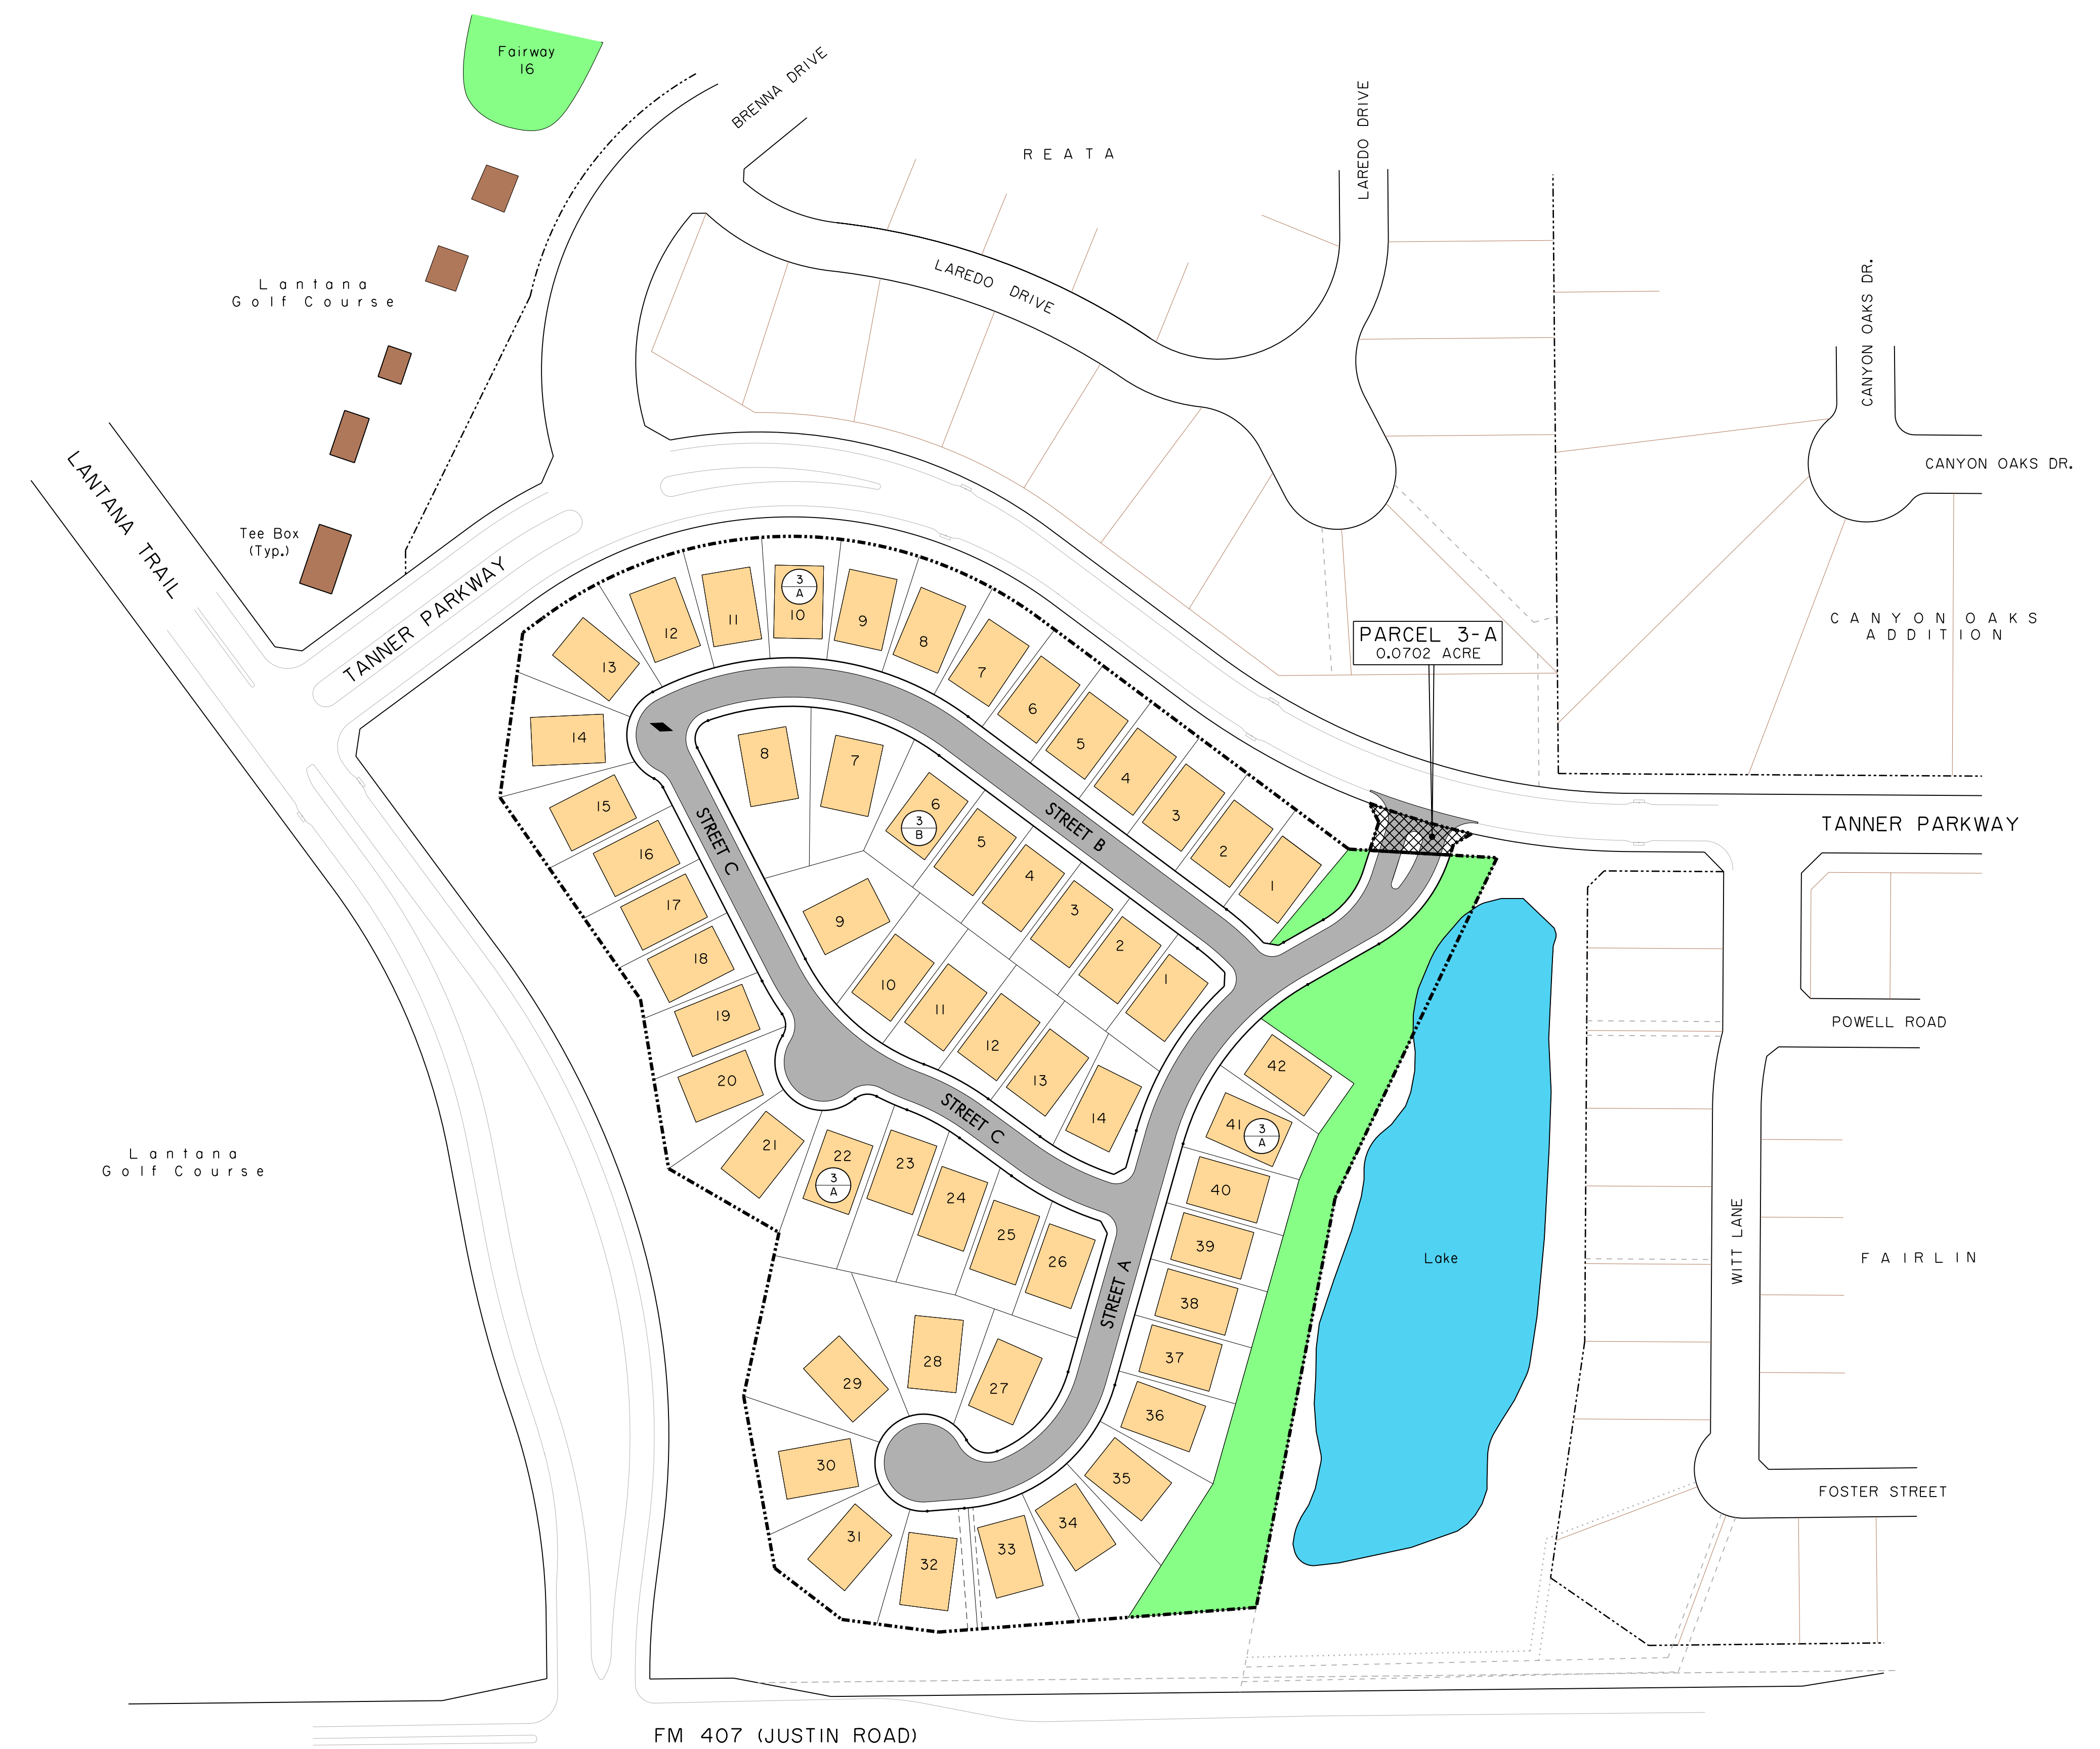 Fairway
16
BRENNA DRIVE
R E A T A
LAREDO DRIVE
LAREDO DRIVE
Lantana
Golf Course
CANYON OAKS DR.
CANYON OAKS DR.
LANTANA TRAIL
Tee Box
(Typ.)
TANNER PARKWAY
CANYON OAKS
ADDITION
PARCEL 3-A
0.0702 ACRE
TANNER PARKWAY
3
A
10
11
12
13
14
9
8
7
6
5
4
3
2
1
8
7
6
3
B
5
4
3
2
1
9
10
11
12
13
14
STREET B
STREET C
15
16
17
18
19
20
21
STREET C
22
3
A
23
24
25
26
STREET A
42
41
3
A
40
39
38
37
36
35
34
33
32
31
30
29
28
27
Lake
POWELL ROAD
Lantana
Golf Course
WITT LANE
FAIRLIN
FOSTER STREET
FM 407 (JUSTIN ROAD)